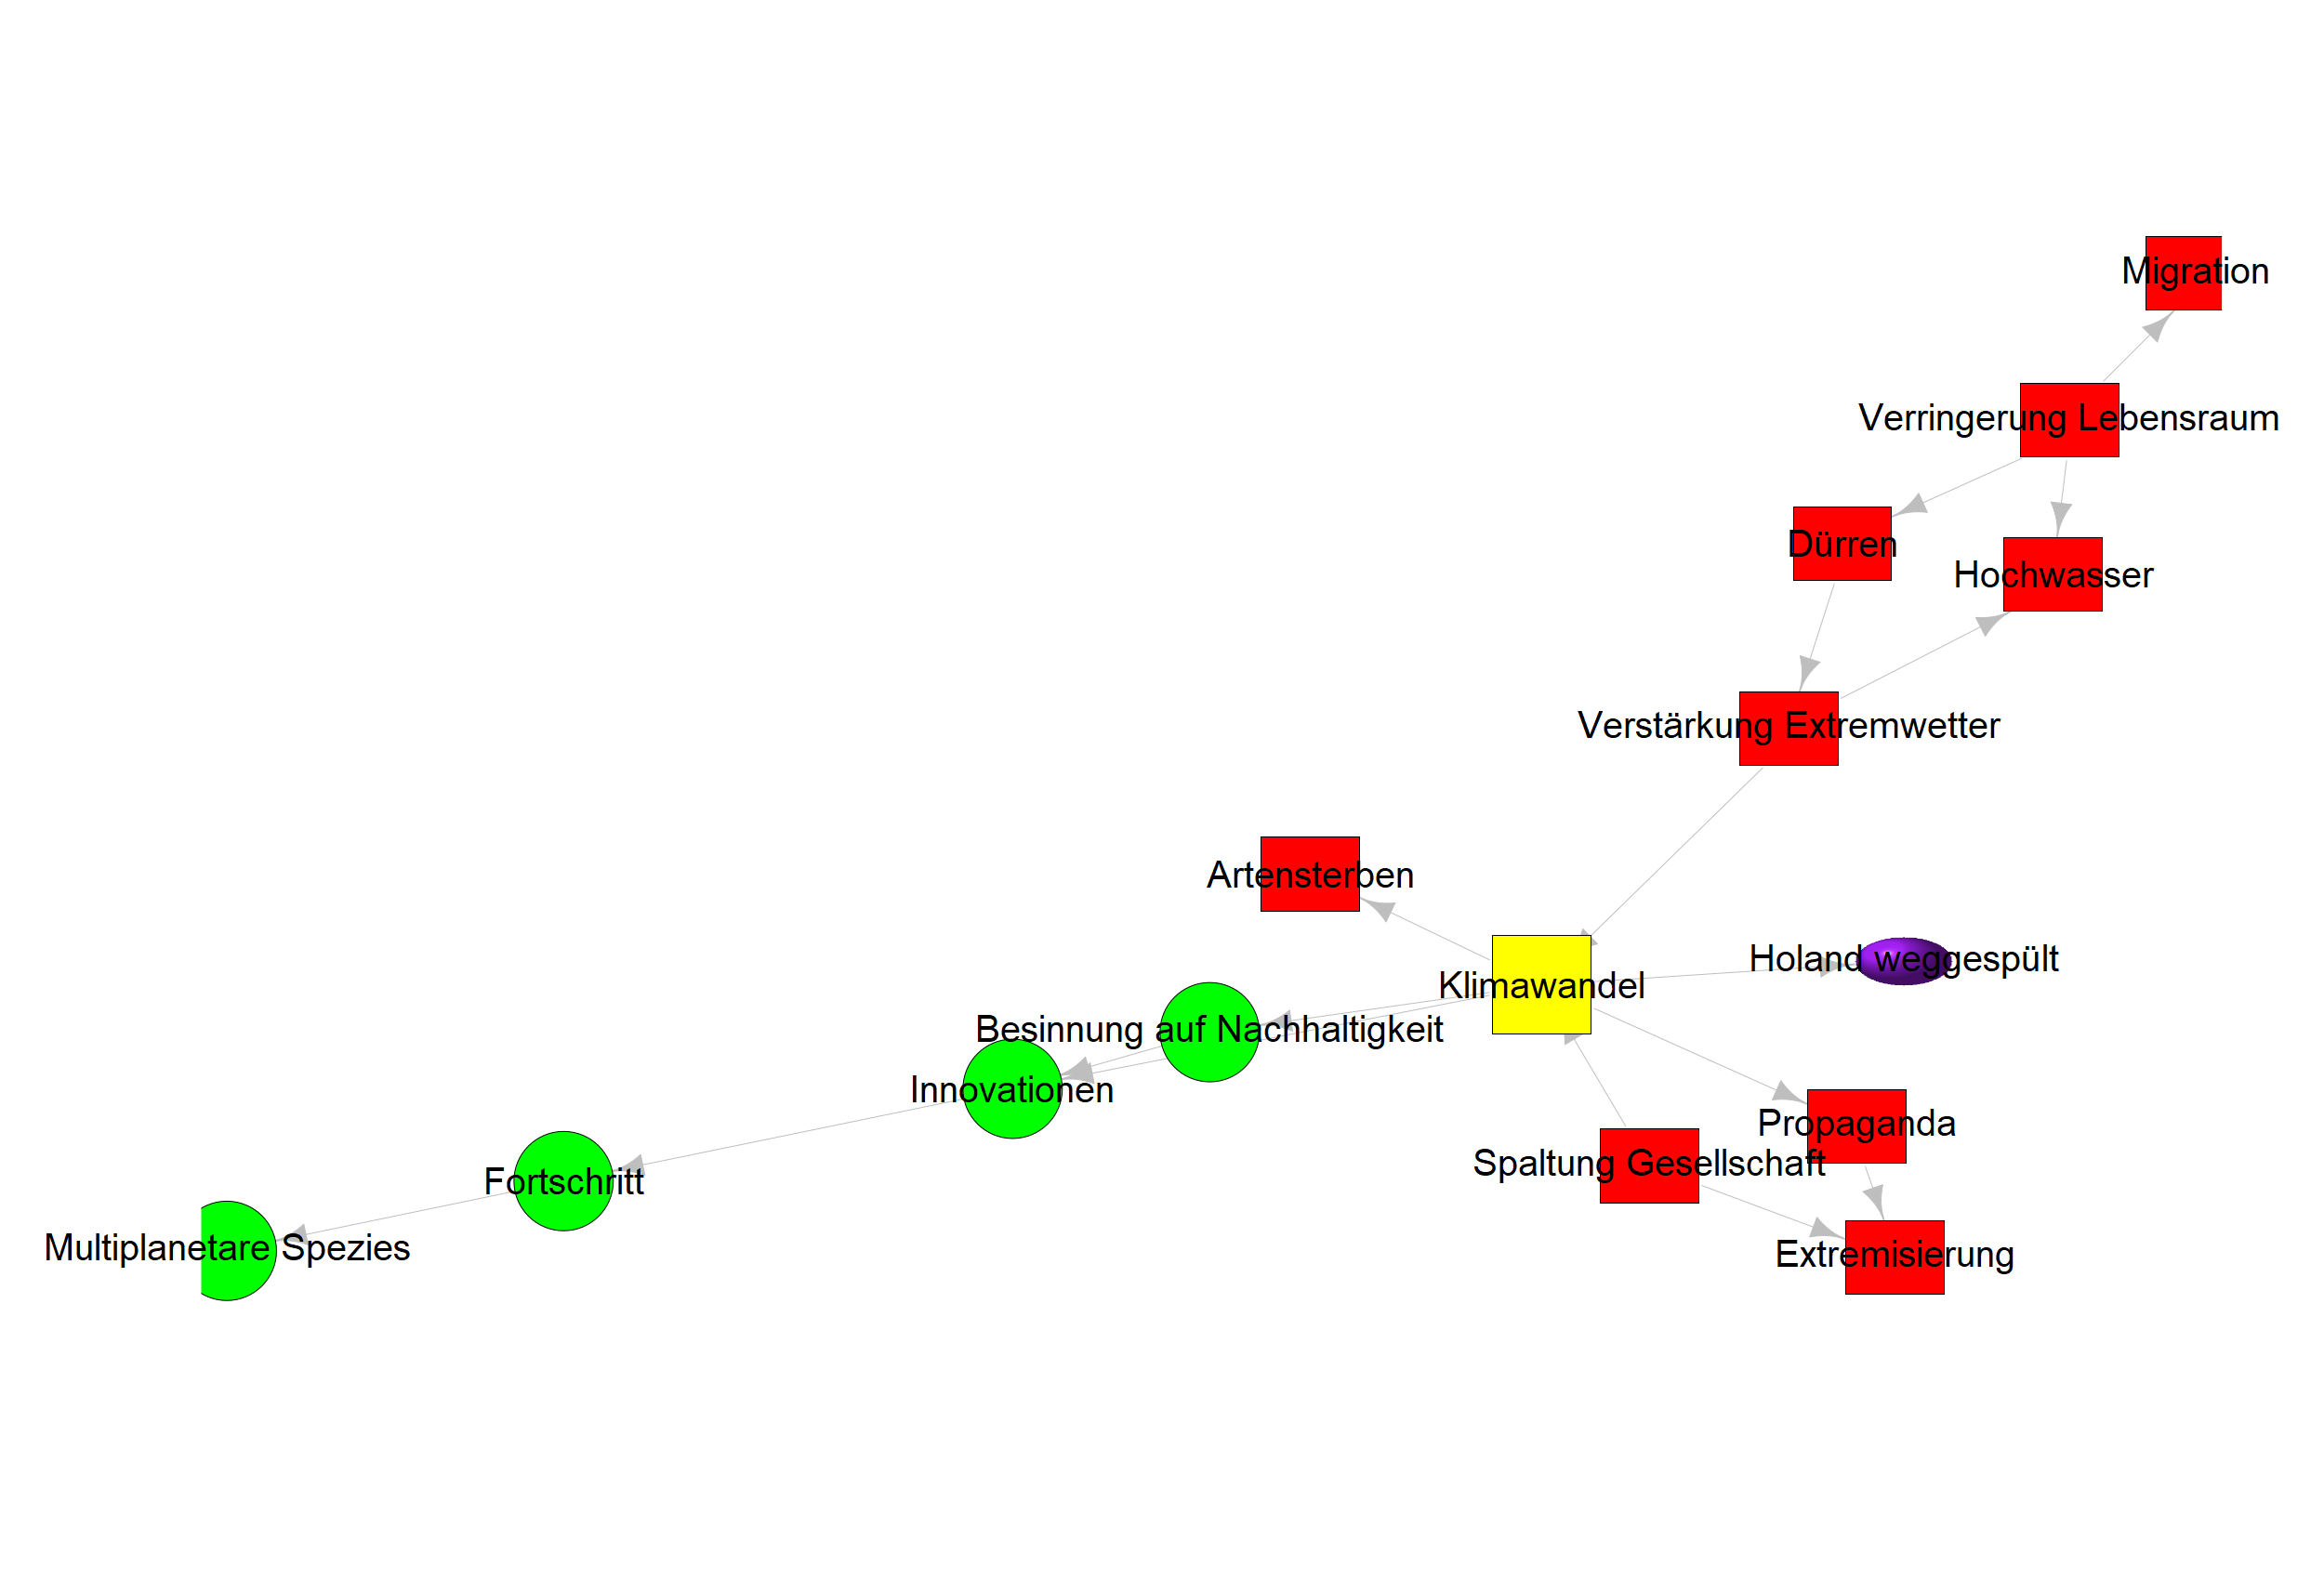 Migration
Verringerung Lebensraum
Dürren
Hochwasser
Verstärkung Extremwetter
Artensterben
Holand weggespült
Klimawandel
Besinnung auf Nachhaltigkeit
Innovationen
Propaganda
Spaltung Gesellschaft
Fortschritt
Multiplanetare Spezies
Extremisierung